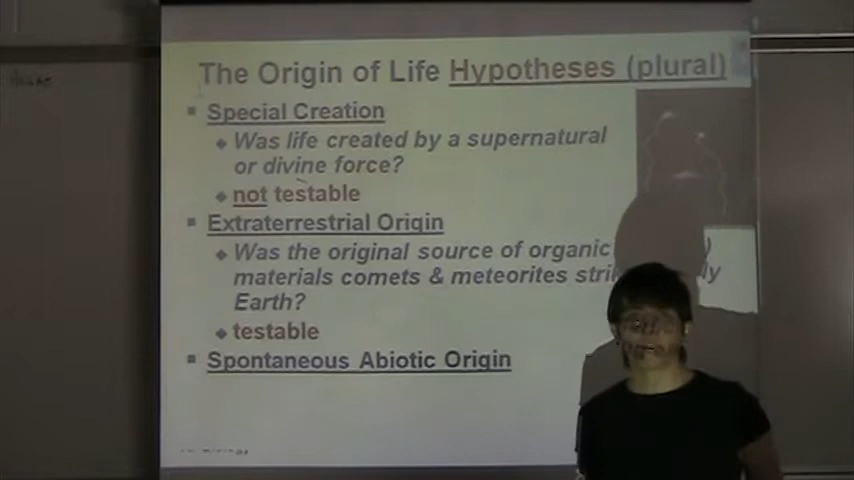 The Origin of Life Hypotheses (plural)
Special Creation
Was life created by a supernatural
or divine force?
not testable
Extraterrestrial Origin
Was the original source of organic
materials comets & meteorites
Earth?
testable
Spontaneous Abiotic Origin